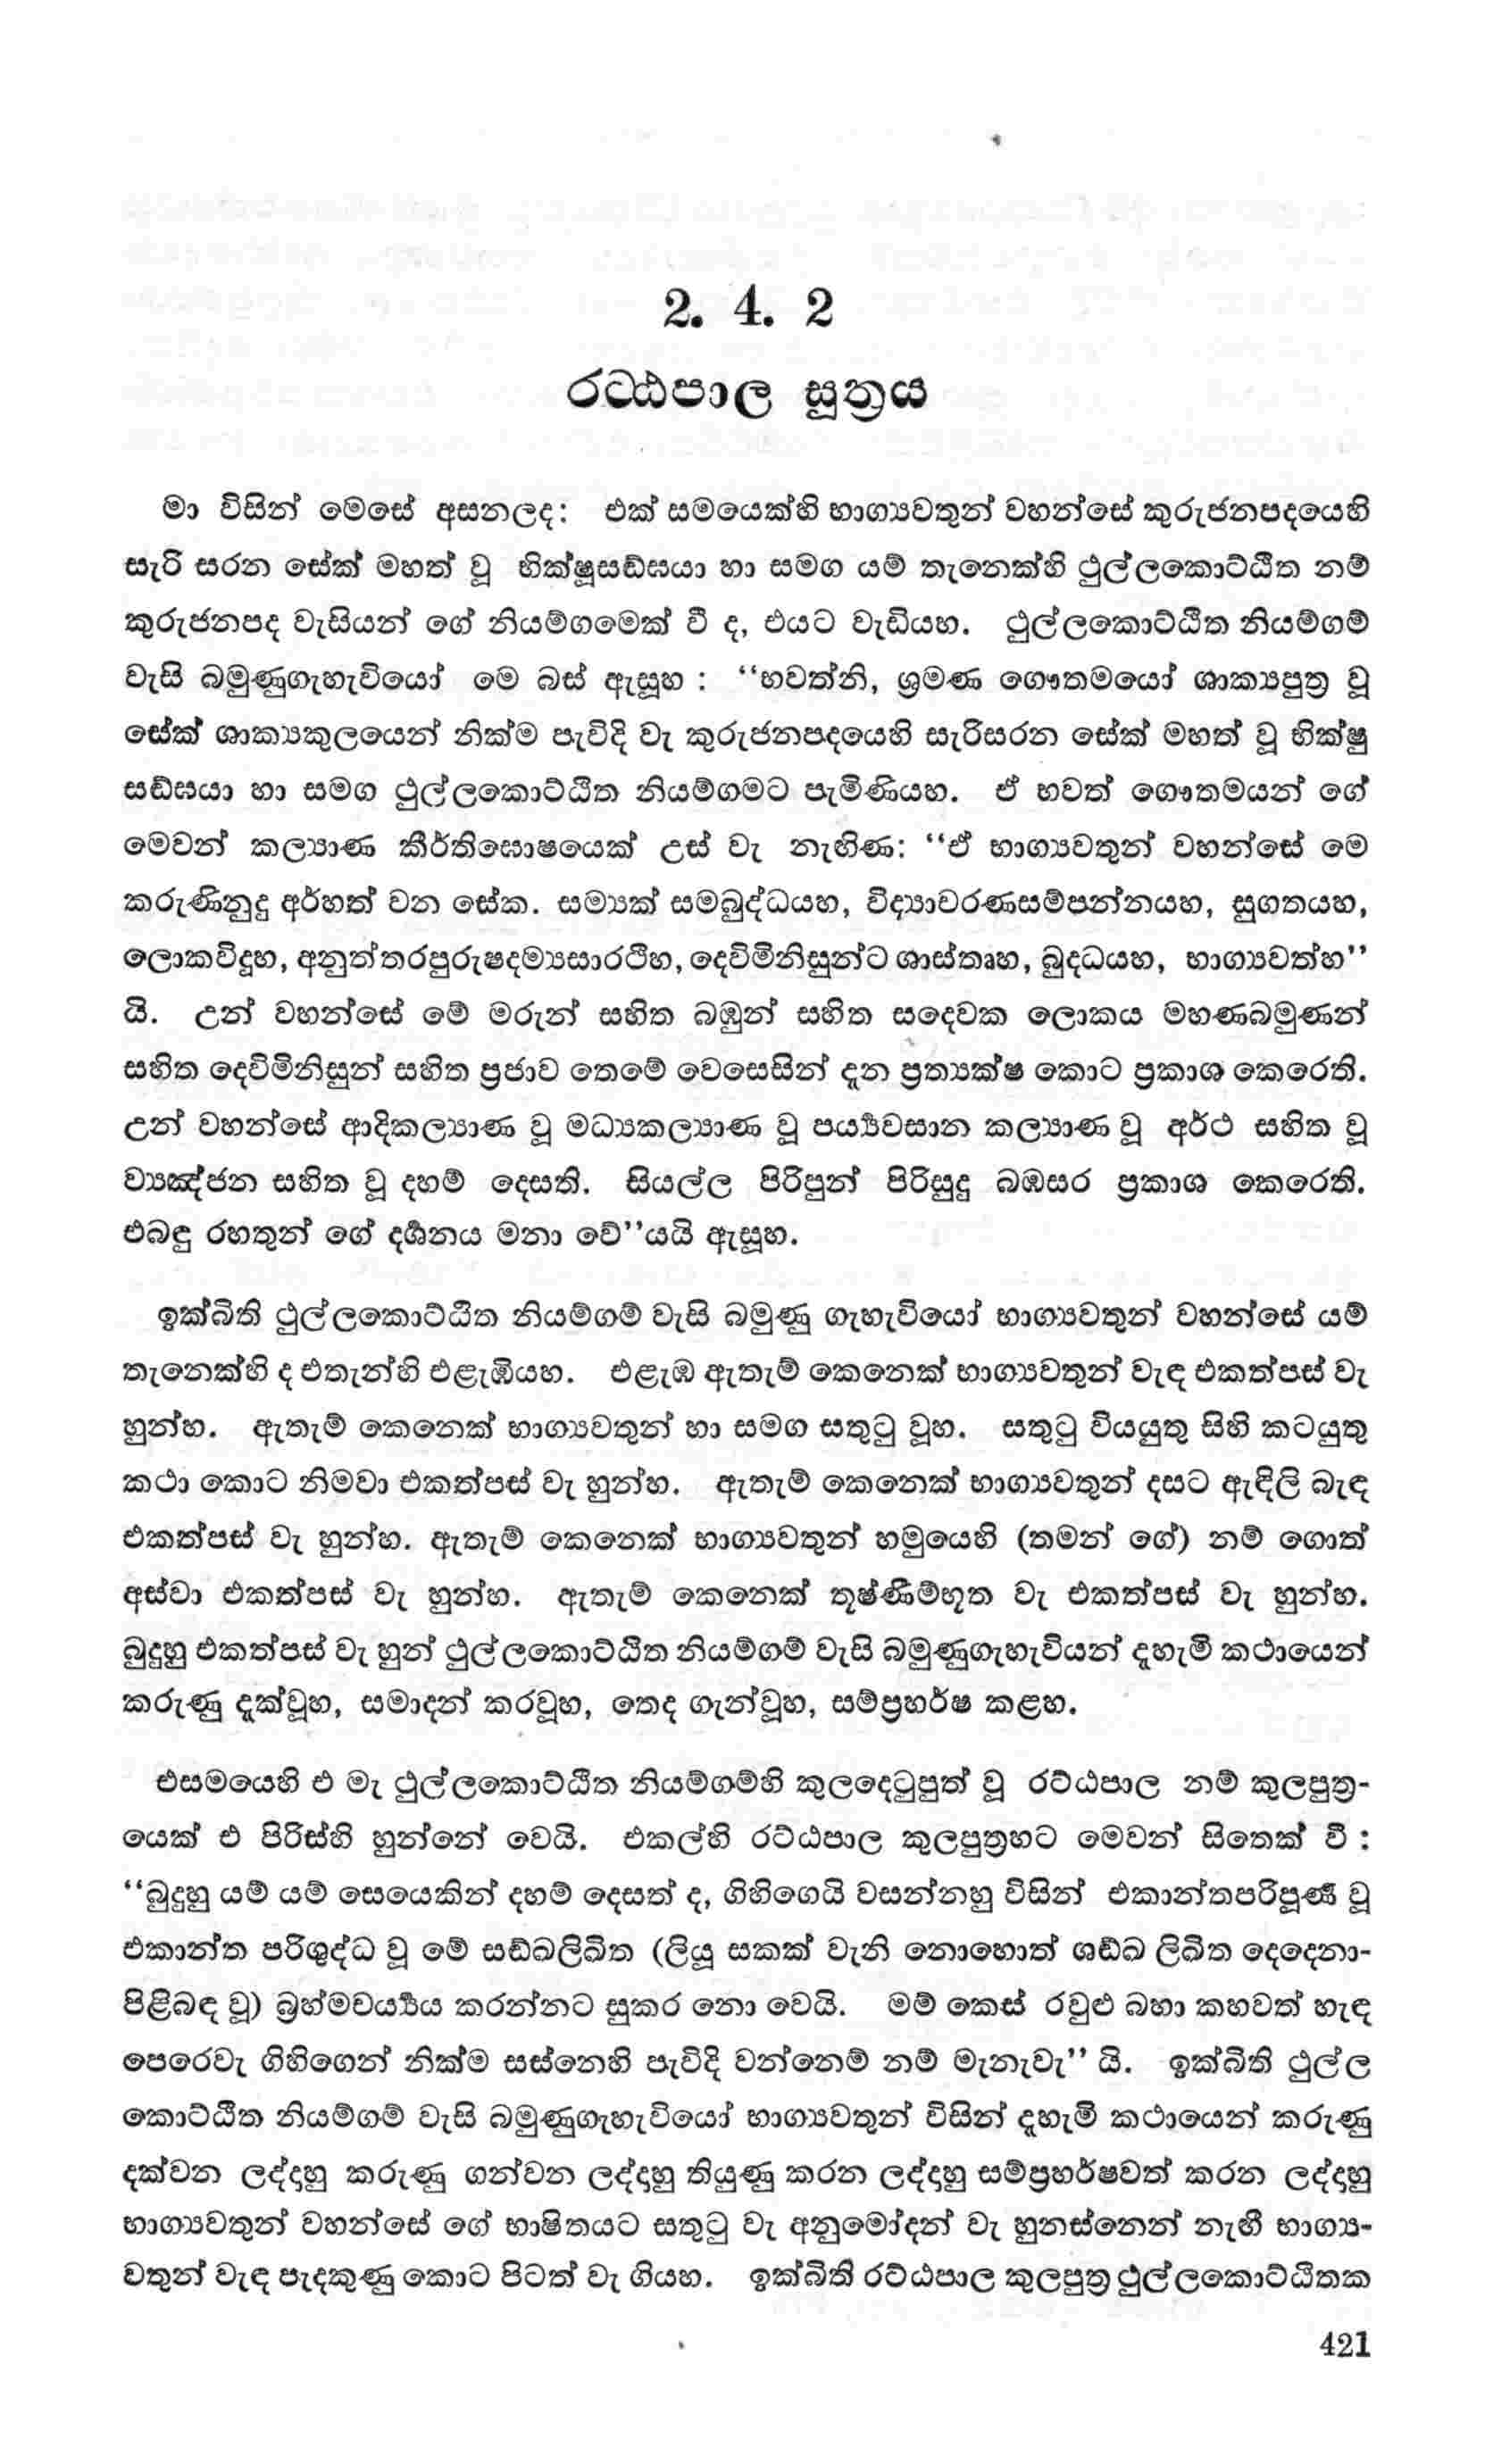 2. 4. 2
රට්ඨපාල සූත්‍රය
මා විසින් මෙසේ අසනලද: එක් සමයෙක්හි භාග්‍යවතුන් වහන්සේ කුරුජනපදයෙහි
සැරි සරන සේක් මහත් වූ භික්ෂූසඞ්ඝයා හා සමග යම් තැනෙක්හි ථුල්ලකොට්ඨිත නම්
කුරුජනපද වැසියන් ගේ නියම්ගමෙක් වී ද, එයට වැඩියහ. ථුල්ලකොට්ඨිත නියම්ගම්
වැසි බමුණුගැහැවියෝ මෙ බස් ඇසූහ : “භවත්නි, ශ්‍රමණ ගෞතමයෝ ශාක්‍යපුත්‍ර වූ
සේක් ශාක්‍යකුලයෙන් නික්ම පැවිදි වැ කුරුජනපදයෙහි සැරිසරන සේක් මහත් වූ භික්ෂු
සඞ්ඝයා හා සමග ථුල්ලකොට්ඨිත නියම්ගමට පැමිණියහ. ඒ භවත් ගෞතමයන් ගේ
මෙවන් කල්‍යාණ කීර්තිඝොෂයෙක් උස් වැ නැඟිණ: “ඒ භාග්‍යවතුන් වහන්සේ මෙ
කරුණිනුදු අර්හත් වන සේක. සම්‍යක් සමබුද්ධයහ, විද්‍යාචරණසම්පන්නයහ, සුගතයහ,
ලොකවිදූහ, අනුත්තරපුරුෂදම්‍යසාරථිහ, දෙවිමිනිසුන්ට ශාස්තෘහ, බුද්ධයහ, භාග්‍යවත්හ”
යි. උන් වහන්සේ මේ මරුන් සහිත බඹුන් සහිත සදෙවක ලොකය මහණබමුණන්
සහිත දෙවිමිනිසුන් සහිත ප්‍රජාව තෙමේ වෙසෙසින් දැන ප්‍රත්‍යක්ෂ කොට ප්‍රකාශ කෙරෙති.
උන් වහන්සේ ආදිකල්‍යාණ වූ මධ්‍යකල්‍යාණ වූ පර්‍ය්‍යවසාන කල්‍යාණ වූ අර්ථ සහිත වූ
ව්‍යඤ්ජන සහිත වූ දහම් දෙසති. සියල්ල පිරිපුන් පිරිසුදු බඹසර ප්‍රකාශ කෙරෙති.
එබඳු රහතුන් ගේ දර්‍ශනය මනා වේ”යයි ඇසූහ.
ඉක්බිති ථුල්ලකොට්ඨිත නියම්ගම් වැසි බමුණු ගැහැවියෝ භාග්‍යවතුන් වහන්සේ යම්
තැනෙක්හි ද එතැන්හි එළැඹියහ. එළැඹ ඇතැම් කෙනෙක් භාග්‍යවතුන් වැඳ එකත්පස් වැ
හුන්හ. ඇතැම් කෙනෙක් භාග්‍යවතුන් හා සමග සතුටු වූහ. සතුටු වියයුතු සිහි කටයුතු
කථා කොට නිමවා එකත්පස් වැ හුන්හ. ඇතැම් කෙනෙක් භාග්‍යවතුන් දසට ඇඳිලි බැඳ
එකත්පස් වැ හුන්හ. ඇතැම් කෙනෙක් භාග්‍යවතුන් හමුයෙහි (තමන් ගේ) නම් ගොත්
අස්වා එකත්පස් වැ හුන්හ. ඇතැම් කෙනෙක් තූෂ්ණීම්භූත වැ එකත්පස් වැ හුන්හ.
බුදුහු එකත්පස් වැ හුන් ථුල්ලකොට්ඨිත නියම්ගම් වැසි බමුණුගැහැවියන් දැහැමි කථායෙන්
කරුණු දැක්වූහ, සමාදන් කරවූහ, තෙද ගැන්වූහ, සම්ප්‍රහර්ෂ කළහ.
එසමයෙහි එ මැ ථුල්ලකොට්ඨිත නියම්ගම්හි කුලදෙටුපුත් වූ රට්ඨපාල නම් කුලපුත්‍ර-
යෙක් එ පිරිස්හි හුන්නේ වෙයි. එකල්හි රට්ඨපාල කුලපුත්‍රහට මෙවන් සිතෙක් වී :
“බුදුහු යම් යම් සෙයෙකින් දහම් දෙසත් ද, ගිහිගෙයි වසන්නහු විසින් එකාන්තපරිපූර්‍ණ වූ
එකාන්ත පරිශුද්ධ වූ මේ සඞ්ඛලිඛිත (ලියූ සකක් වැනි නොහොත් ශඞ්ඛ ලිඛිත දෙදෙනා-
පිළිබඳ වූ) බ්‍රහ්මචර්‍ය්‍යය කරන්නට සුකර නො වෙයි. මම් කෙස් රවුළු බහා කහවත් හැඳ
පෙරෙවැ ගිහිගෙන් නික්ම සස්නෙහි පැවිදි වන්නෙම් නම් මැනැවැ” යි. ඉක්බිති ථුල්ල
කොට්ඨිත නියම්ගම් වැසි බමුණුගැහැවියෝ භාග්‍යවතුන් විසින් දැහැමි කථායෙන් කරුණු
දක්වන ලද්දාහු කරුණු ගන්වන ලද්දාහු තියුණු කරන ලද්දාහු සම්ප්‍රහර්ෂවත් කරන ලද්දාහු
භාග්‍යවතුන් වහන්සේ ගේ භාෂිතයට සතුටු වැ අනුමෝදන් වැ හුනස්නෙන් නැඟී භාග්‍ය-
වතුන් වැඳ පැදකුණු කොට පිටත් වැ ගියහ. ඉක්බිති රට්ඨපාල කුලපුත්‍ර ථුල්ලකොට්ඨිතක
421